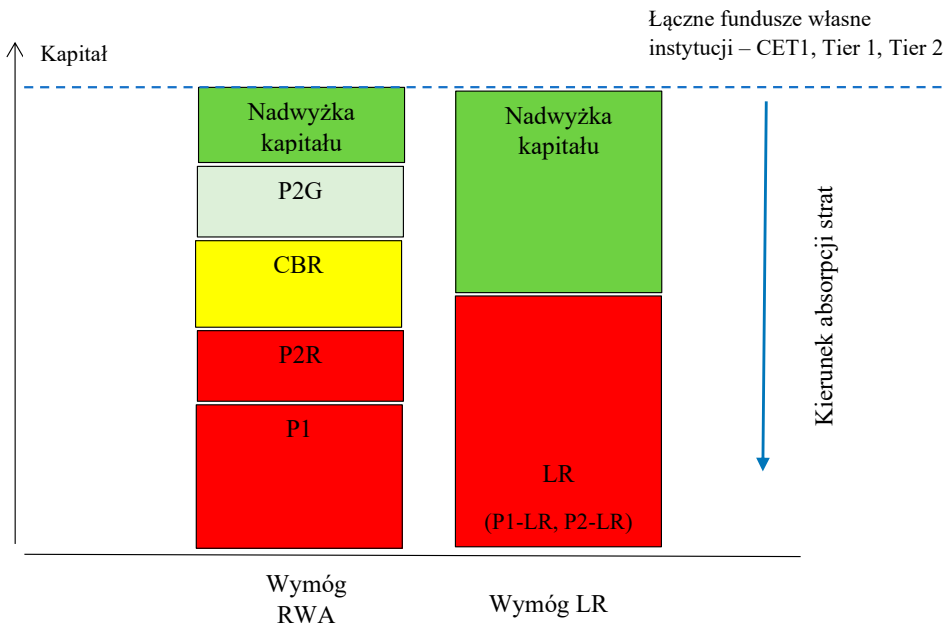 Łączne fundusze własne
instytucji – CET1, Tier 1, Tier 2
Kapitał
Nadwyżka
kapitału
P2G
CBR
P2R
P1
Nadwyżka
kapitału
LR
(P1-LR, P2-LR)
Kierunek absorpcji strat
Wymóg
RWA
Wymóg LR